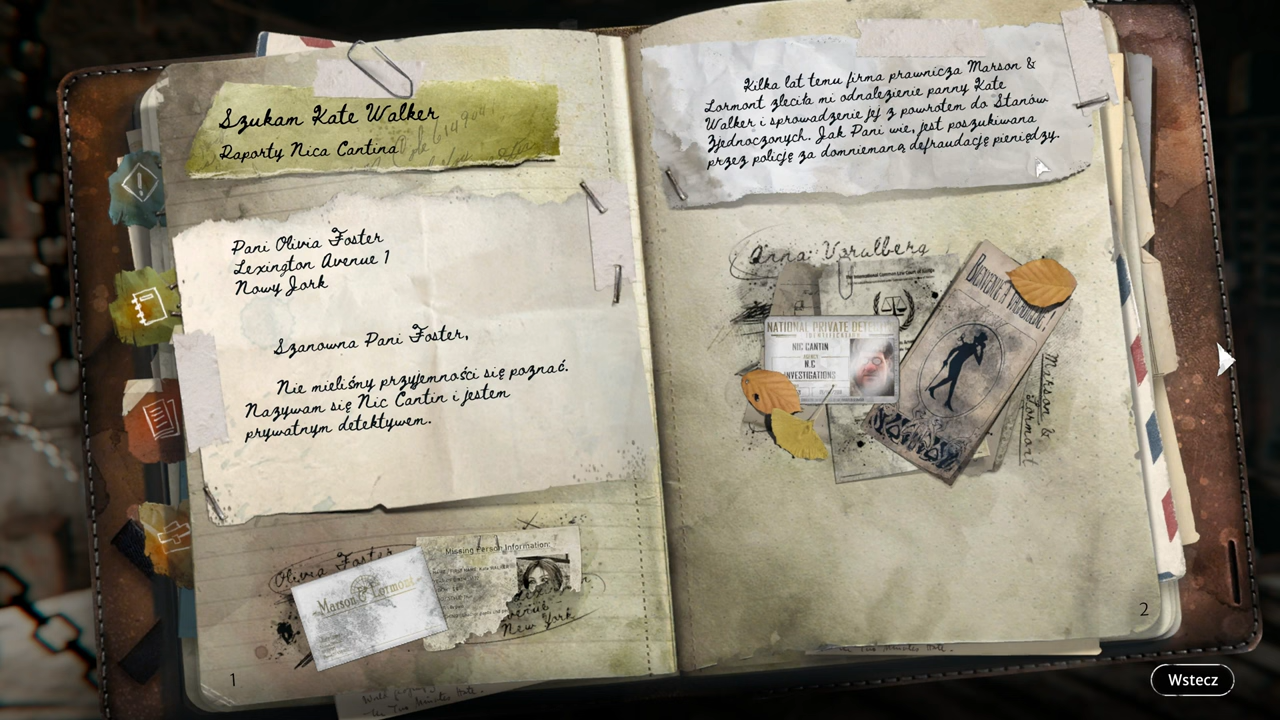 Szukam Kate Walker
Raporty Nica Cantina
Pani Olivia Foster
Lexington Avenue 1
Nowy Jork
Szanowna Pani Foster,
Nie mieliśmy przyjemności się poznać.
Nazywam się Nic Cantin i jestem
prywatnym detektywem.
Olivia Foster
Marson & Lormont
Missing Person Information:
New York
1
Kilka lat temu firma prawnicza Marson &
Lormont zleciła mi odnalezienie panny Kate
Walker i sprowadzenie jej z powrotem do Stanów
Zjednoczonych. Jak Pani wie, jest poszukiwana
przez policję za domniemaną defraudację pieniędzy.
Anna Voralberg
NATIONAL PRIVATE
NIC CANTIN
AGENCY
N.C
INVESTIGATIONS
Marson &
Lormont
2
Wstecz